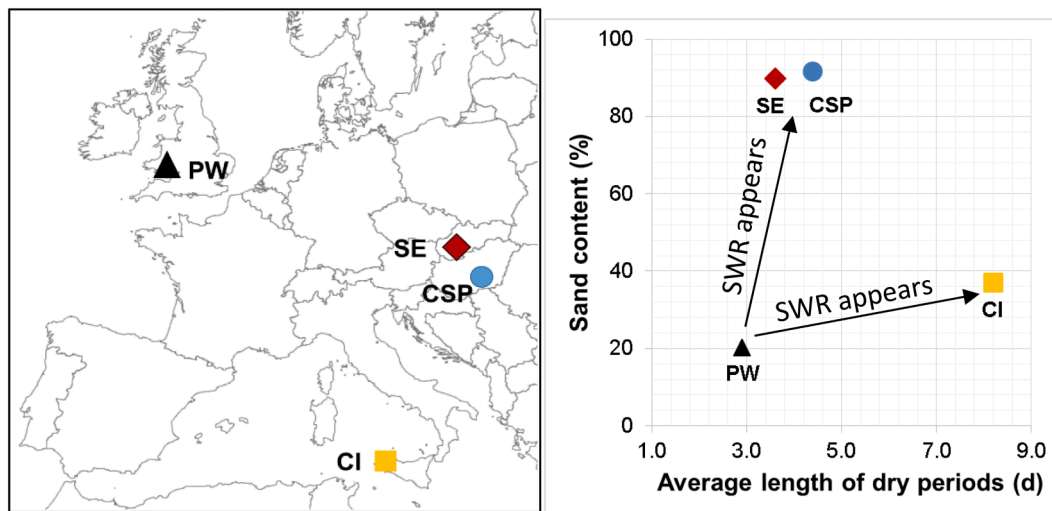 PW
SE
CSP
CI
Sand content (%)
100
80
60
40
20
0
SE
CSP
SWR appears
SWR appears
CI
PW
1.0
3.0
5.0
7.0
9.0
Average length of dry periods (d)